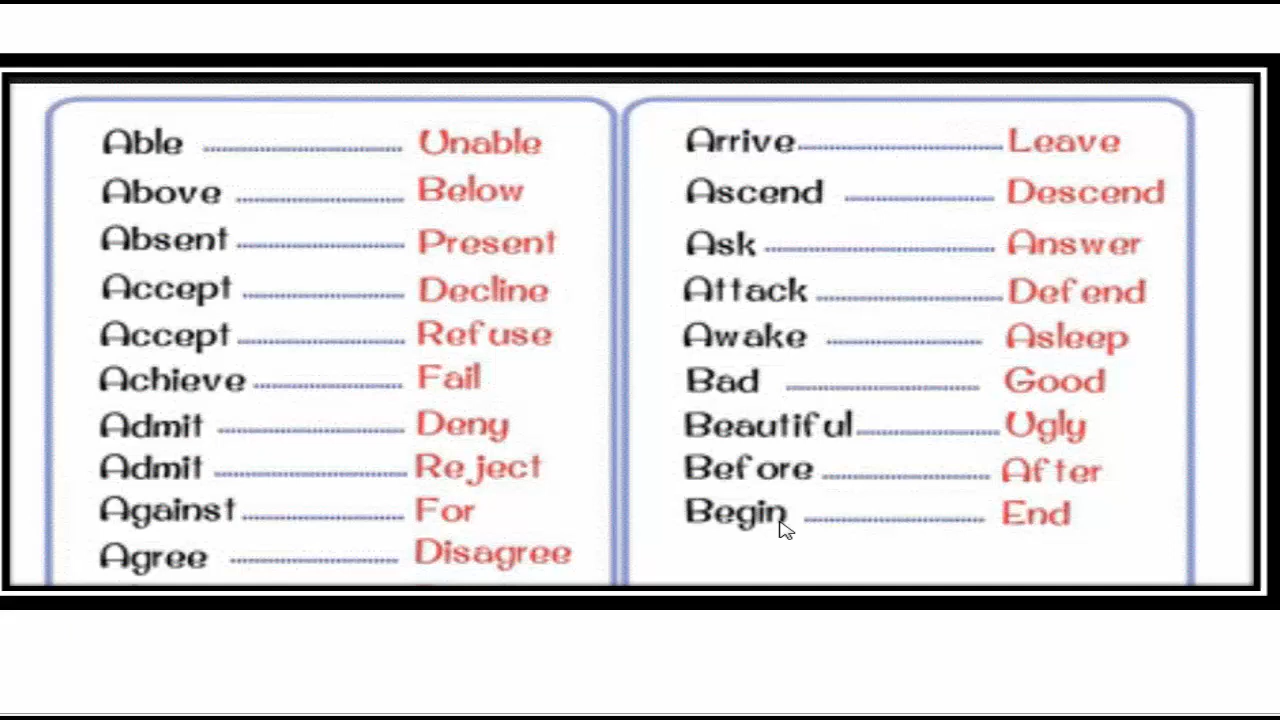 Able .................... Unable
Above .................... Below
Absent .................... Present
Accept .................... Decline
Accept .................... Refuse
Achieve .................... Fail
Admit .................... Deny
Admit .................... Reject
Against .................... For
Agree .................... Disagree
Arrive .................... Leave
Ascend .................... Descend
Ask .................... Answer
Attack .................... Defend
Awake .................... Asleep
Bad .................... Good
Beautiful .................... Ugly
Before .................... After
Begin .................... End